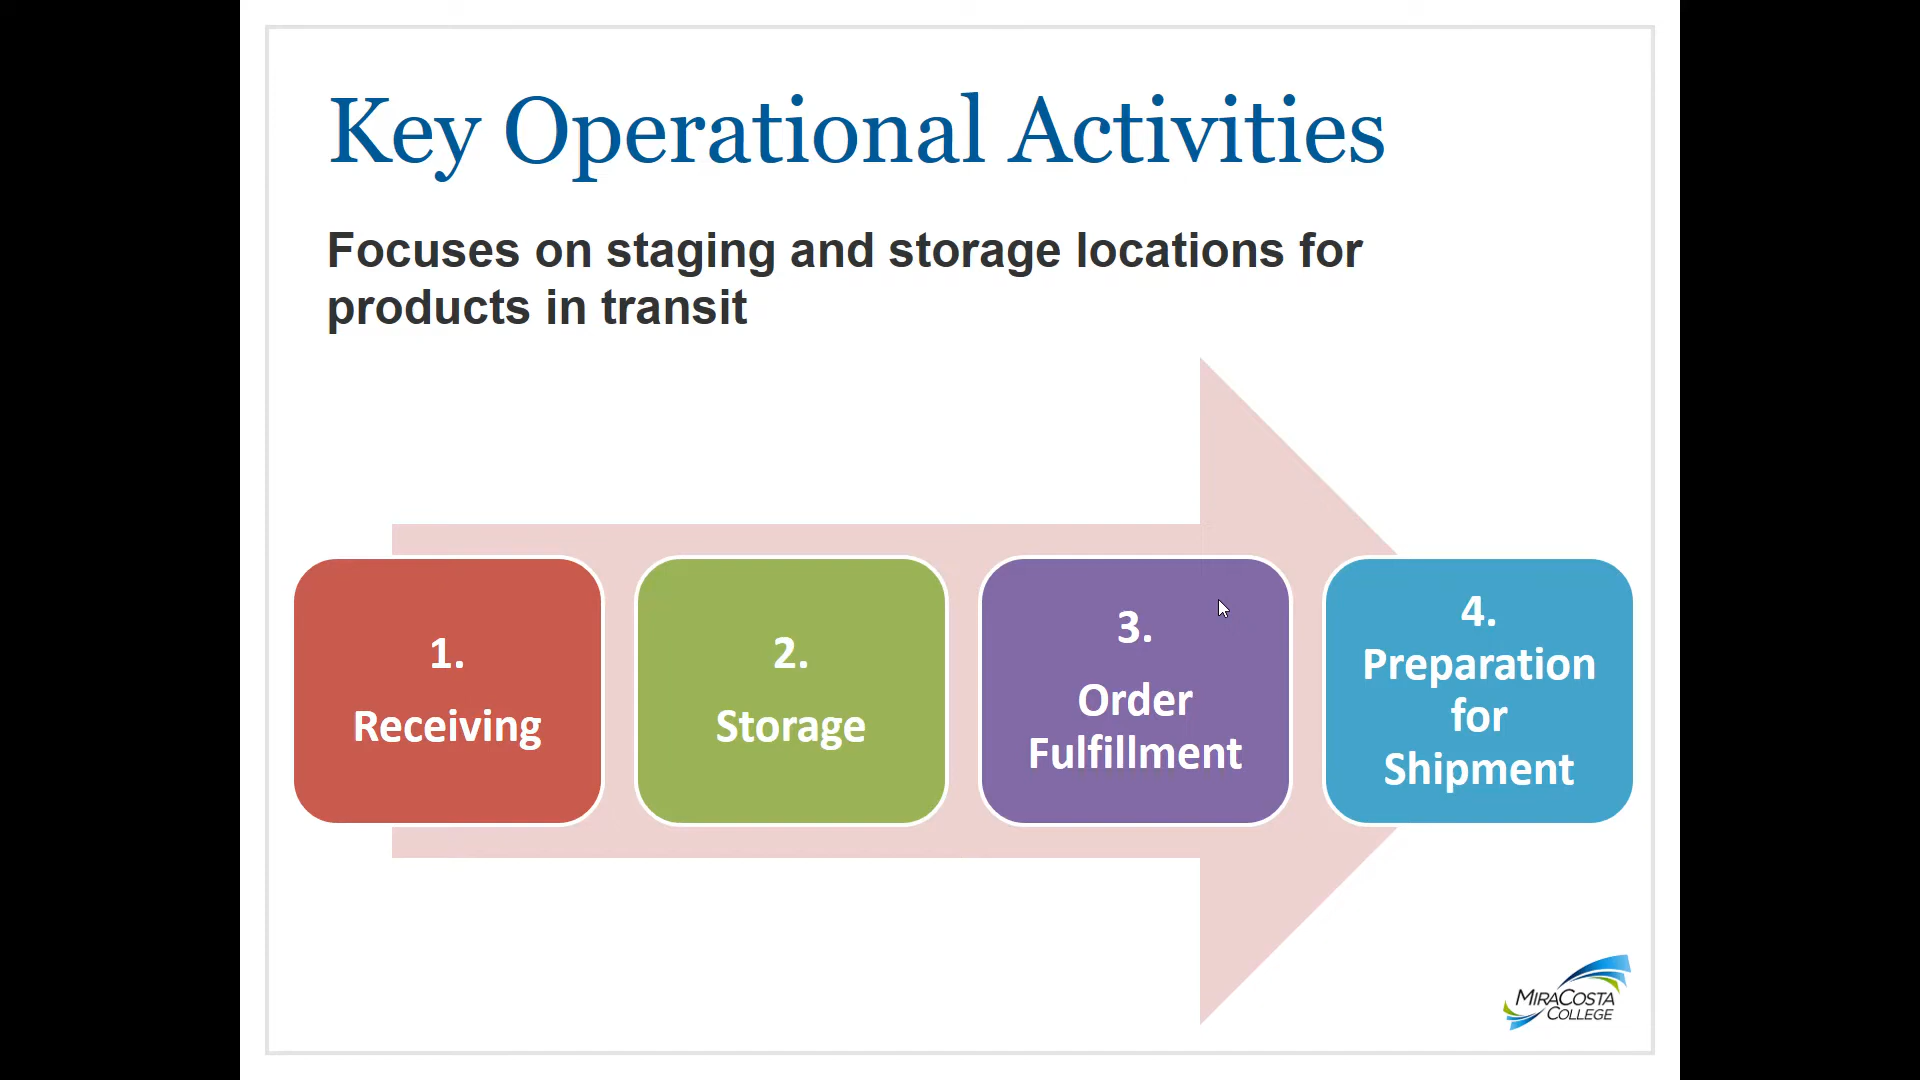 Key Operational Activities
Focuses on staging and storage locations for
products in transit
1.
Receiving
2.
Storage
3.
Order
Fulfillment
4.
Preparation
for
Shipment
MIRACOSTA
COLLEGE